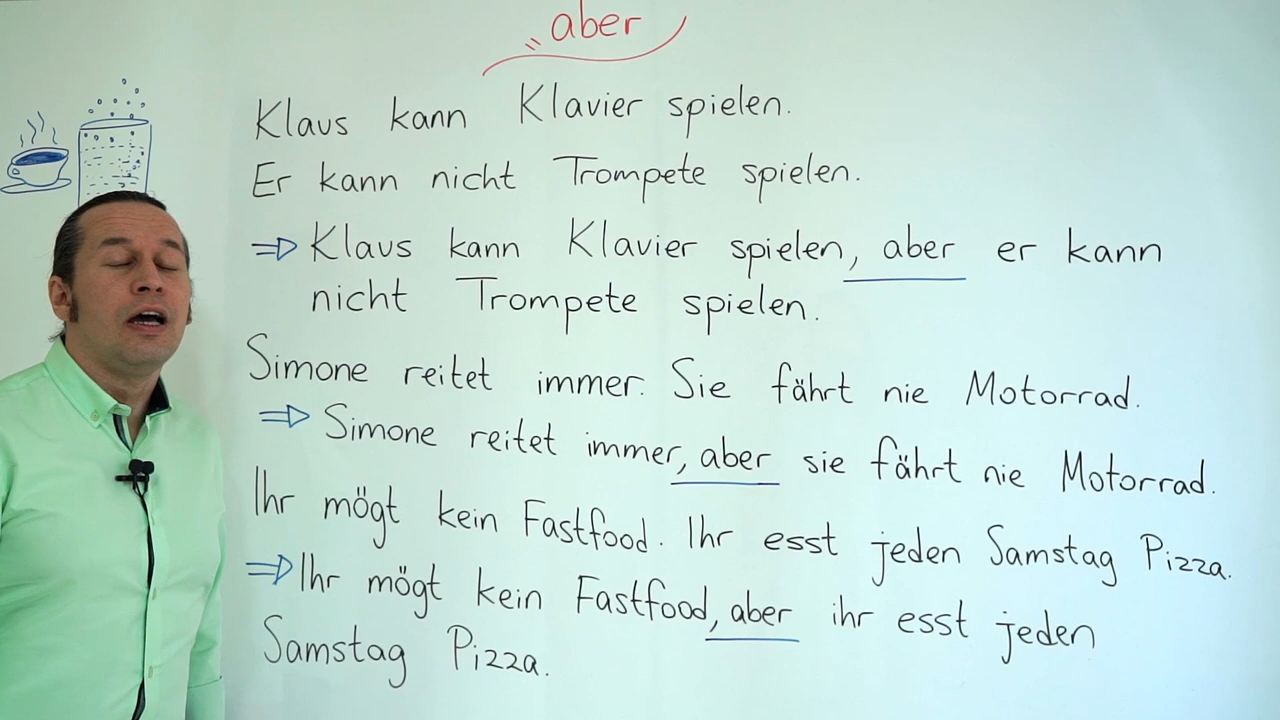 „aber
Klaus kann Klavier spielen.
Er kann nicht Trompete spielen.
⇒ Klaus kann Klavier spielen, aber er kann
nicht Trompete spielen.
Simone reitet immer. Sie fährt nie Motorrad.
⇒ Simone reitet immer, aber sie fährt nie Motorrad.
Ihr mögt kein Fastfood. Ihr esst jeden Samstag Pizza.
⇒ Ihr mögt kein Fastfood, aber ihr esst jeden
Samstag Pizza.